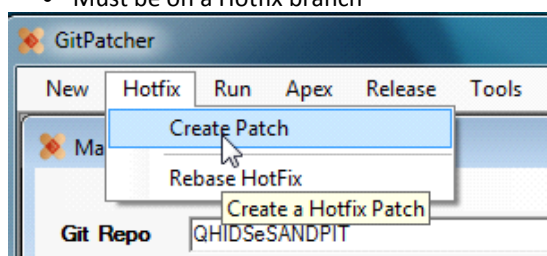 • Must be on a Hotfix branch
GitPatcher
New Hotfix Run Apex Release Tools
Create Patch
Ma
Rebase HotFix
Create a Hotfix Patch
Git Repo QHIDSeSANDPIT